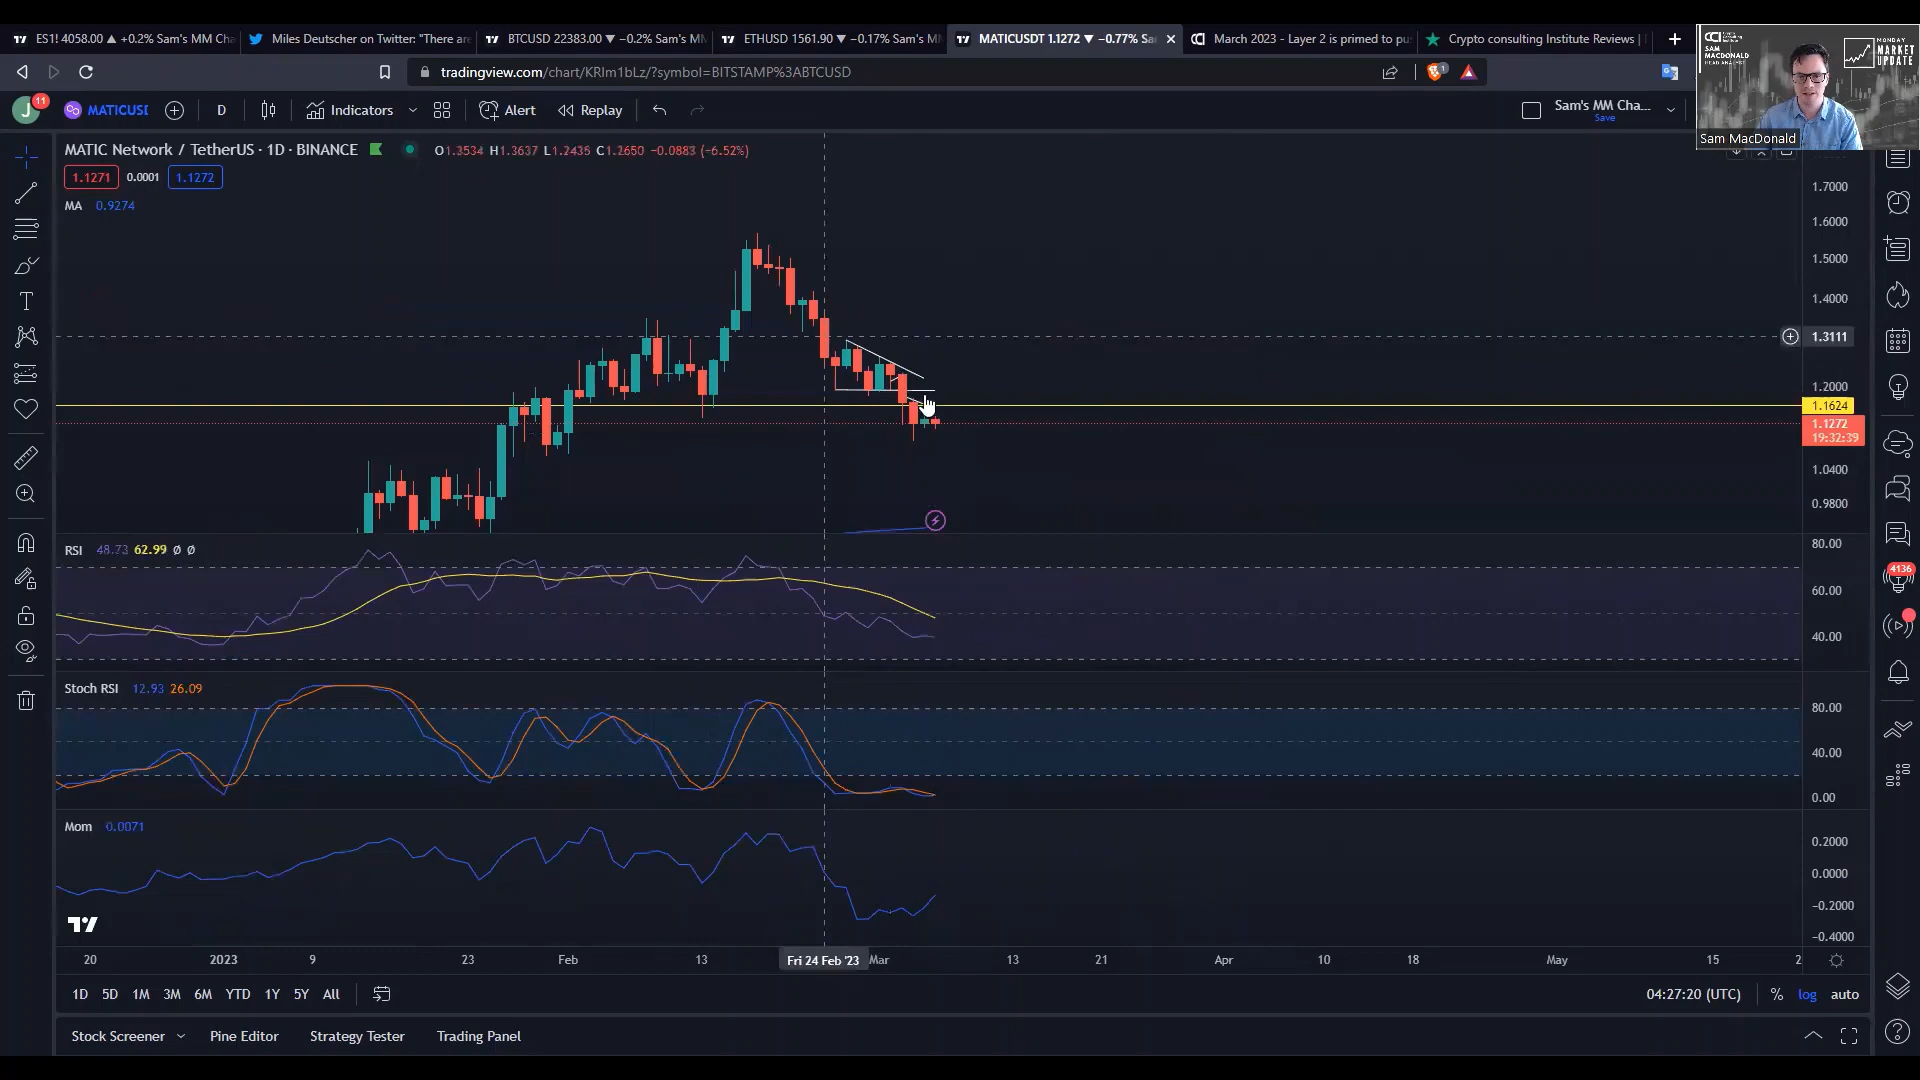 ES1! 4058.00 ▲ +0.2% Sam's MM Cha
Miles Deutscher on Twitter: "There are
BTCUSD 22383.00 ▼ −0.2% Sam's MM
ETHUSD 1561.90 ▼ −0.17% Sam's M
MATICUSDT 1.1272 ▼ −0.77% Sa
March 2023 - Layer 2 is primed to pu
Crypto consulting Institute Reviews |
tradingview.com/chart/KRIm1bLz/?symbol=BITSTAMP%3ABTCUSD
SAM
MACDONALD
HEAD ANALYST
MONDAY
MARKET
UPDATE
Sam MacDonald
J
11
MATICUSI
D
Indicators
Alert
Replay
Sam's MM Cha...
Save
MATIC Network / TetherUS · 1D · BINANCE
O1.3534 H1.3637 L1.2435 C1.2650 −0.0883 (−6.52%)
1.1271 0.0001 1.1272
MA 0.9274
1.7000
1.6000
1.5000
1.4000
1.3111
1.2000
1.1624
1.1272
19:32:39
1.0400
0.9800
RSI 48.73 62.99 Ø Ø
80.00
60.00
40.00
Stoch RSI 12.93 26.09
80.00
40.00
0.00
Mom 0.0071
0.2000
0.0000
−0.2000
−0.4000
4136
20 2023 9 23 Feb 13 Fri 24 Feb '23 Mar 13 21 Apr 10 18 May 15 2
1D 5D 1M 3M 6M YTD 1Y 5Y All
04:27:20 (UTC) % log auto
Stock Screener Pine Editor Strategy Tester Trading Panel